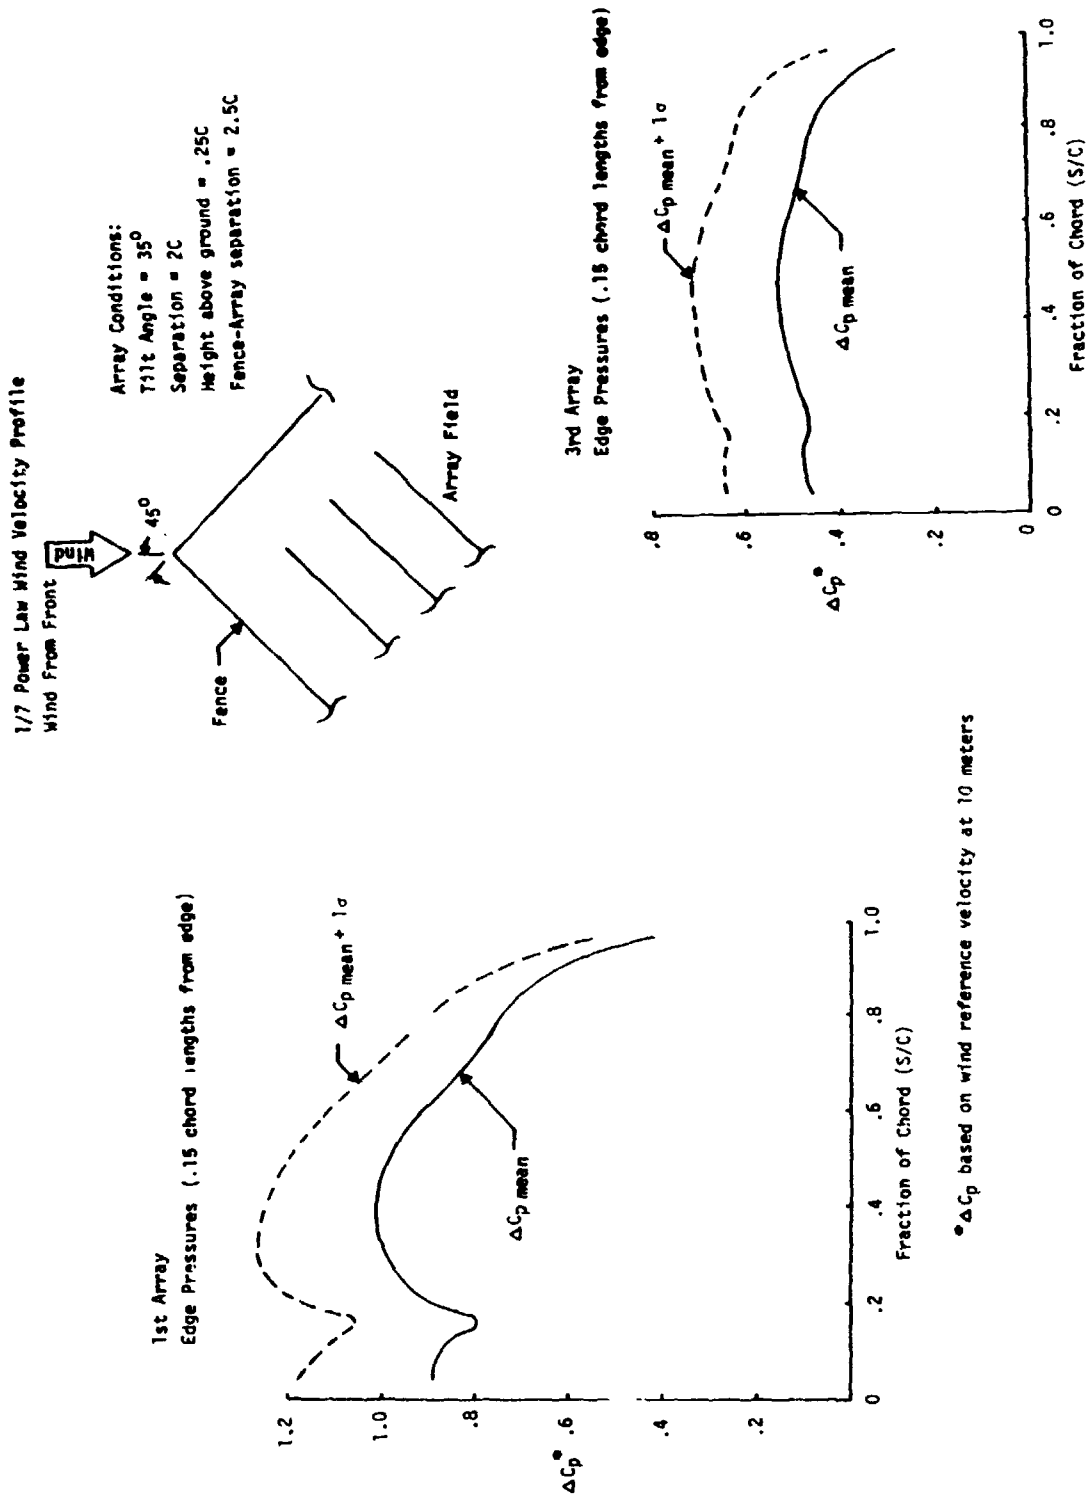 1/7 Power Law Wind Velocity Profile
Wind From Front
Wind
45°
Fence
Array Field
Array Conditions:
Tilt Angle = 35°
Separation = 2C
Height above ground = .25C
Fence-Array separation = 2.5C
1st Array
Edge Pressures (.15 chord lengths from edge)
ΔCp mean + 1σ
ΔCp mean
ΔCp*
1.2
1.0
.8
.6
.4
.2
0
.2
.4
.6
.8
1.0
Fraction of Chord (S/C)
3rd Array
Edge Pressures (.15 chord lengths from edge)
ΔCp mean + 1σ
ΔCp mean
ΔCp*
.8
.6
.4
.2
0
0
.2
.4
.6
.8
1.0
Fraction of Chord (S/C)
*ΔCp based on wind reference velocity at 10 meters